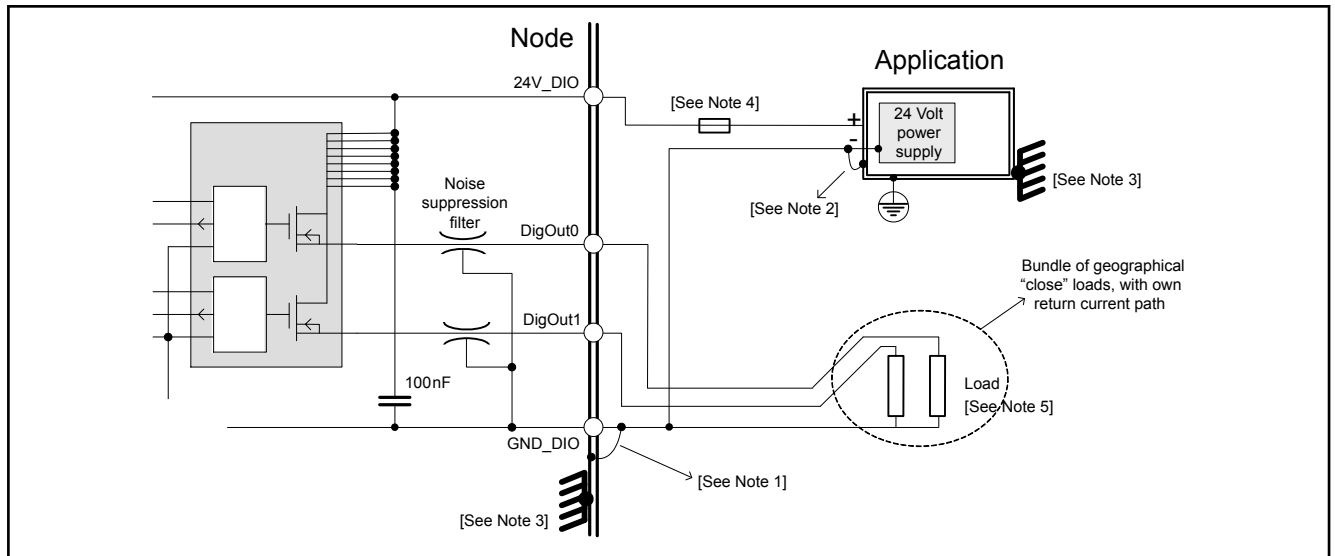 Node
Application
24V_DIO
[See Note 4]
+
-
24 Volt
power
supply
[See Note 3]
[See Note 2]
Noise
suppression
filter
DigOut0
Bundle of geographical
“close” loads, with own
return current path
DigOut1
100nF
Load
[See Note 5]
GND_DIO
[See Note 1]
[See Note 3]